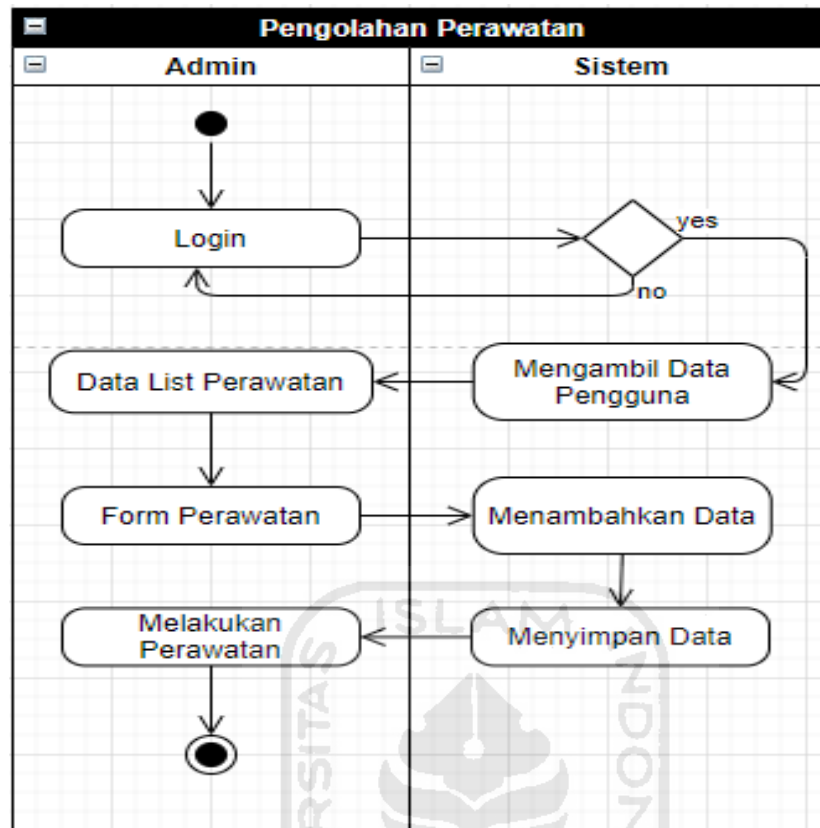 Pengolahan Perawatan
Admin
Sistem
Login
yes
no
Data List Perawatan
Mengambil Data
Pengguna
Form Perawatan
Menambahkan Data
Melakukan
Perawatan
Menyimpan Data
ISLAM